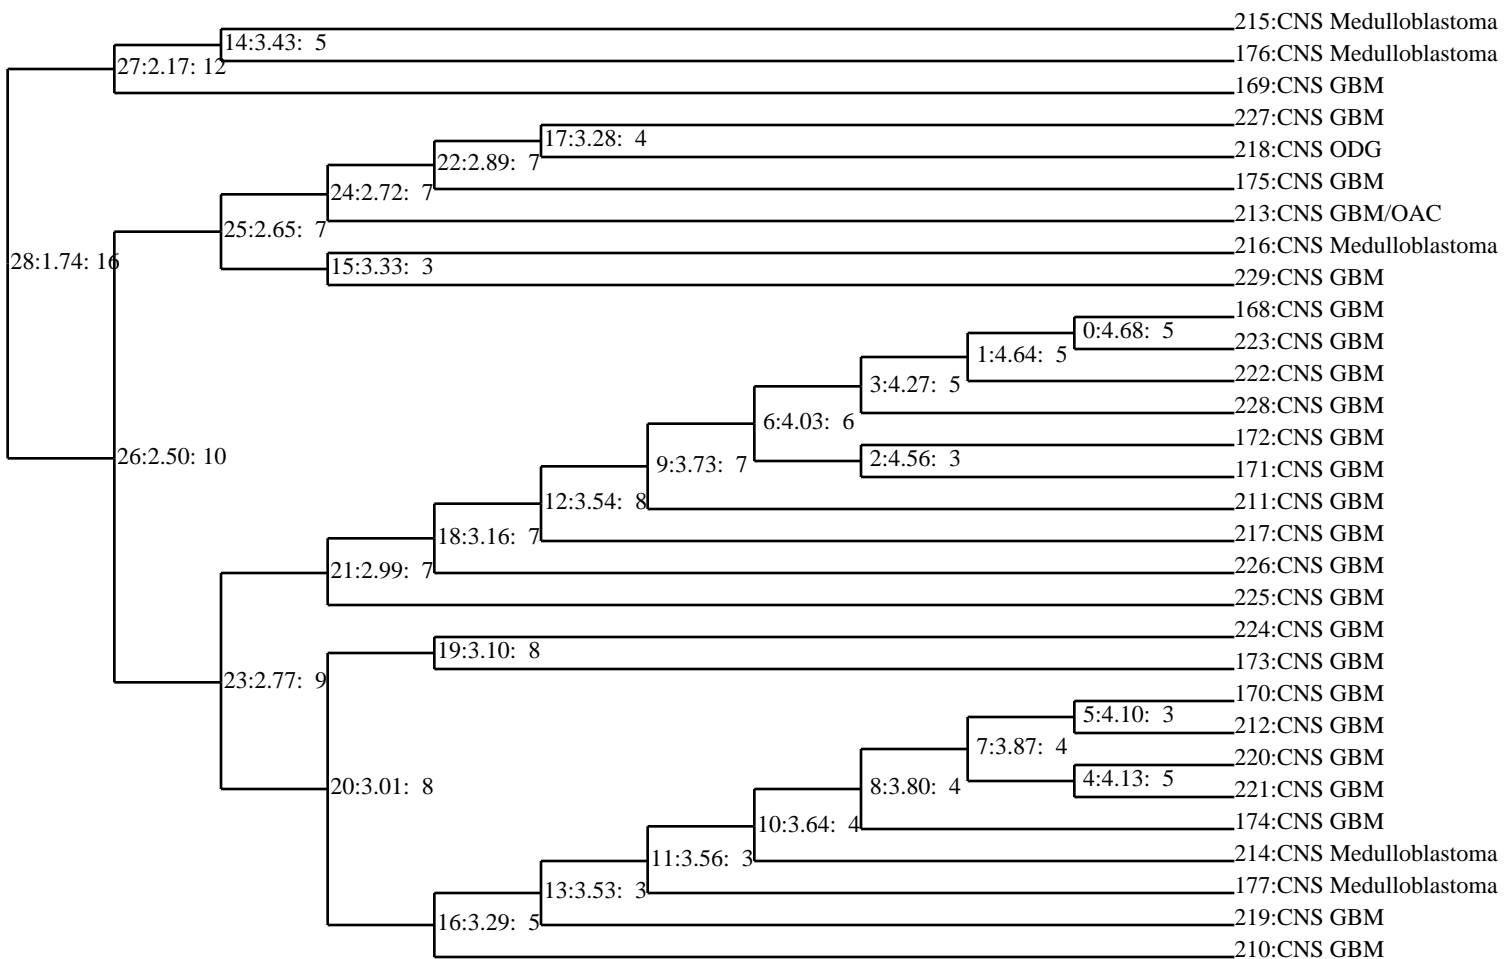 215:CNS Medulloblastoma
14:3.43: 5
176:CNS Medulloblastoma
27:2.17: 12
169:CNS GBM
227:CNS GBM
17:3.28: 4
218:CNS ODG
22:2.89: 7
175:CNS GBM
24:2.72: 7
213:CNS GBM/OAC
25:2.65: 7
216:CNS Medulloblastoma
28:1.74: 16
15:3.33: 3
229:CNS GBM
168:CNS GBM
0:4.68: 5
223:CNS GBM
1:4.64: 5
222:CNS GBM
3:4.27: 5
228:CNS GBM
6:4.03: 6
172:CNS GBM
26:2.50: 10
9:3.73: 7
2:4.56: 3
171:CNS GBM
12:3.54: 8
211:CNS GBM
18:3.16: 7
217:CNS GBM
21:2.99: 7
226:CNS GBM
225:CNS GBM
224:CNS GBM
19:3.10: 8
173:CNS GBM
23:2.77: 9
170:CNS GBM
5:4.10: 3
212:CNS GBM
7:3.87: 4
220:CNS GBM
20:3.01: 8
8:3.80: 4
4:4.13: 5
221:CNS GBM
10:3.64: 4
174:CNS GBM
11:3.56: 3
214:CNS Medulloblastoma
13:3.53: 3
177:CNS Medulloblastoma
16:3.29: 5
219:CNS GBM
210:CNS GBM